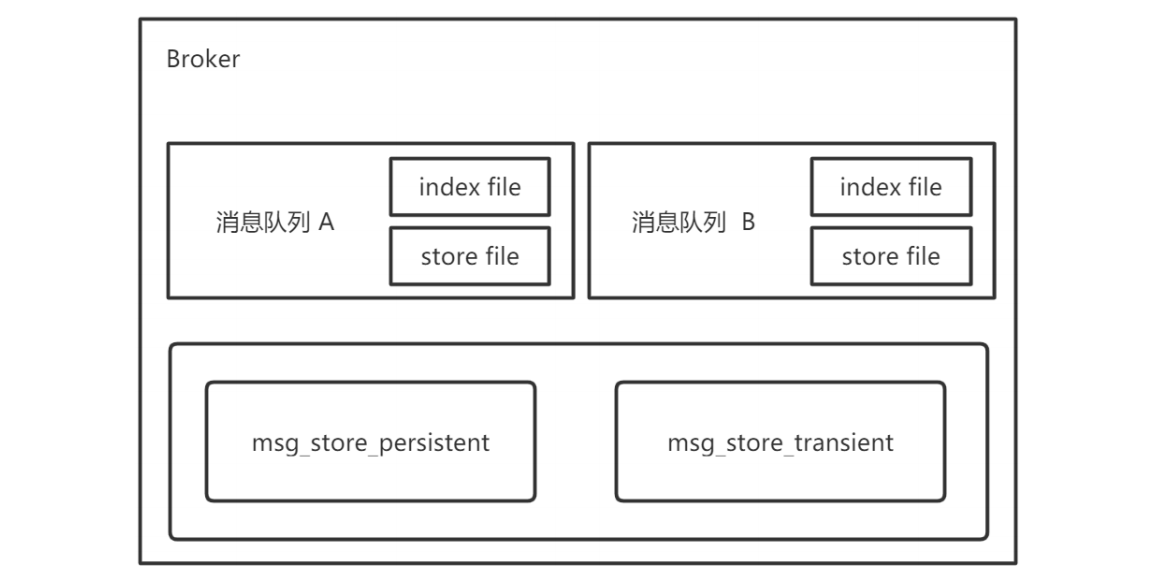 Broker
消息队列 A
index file
store file
消息队列 B
index file
store file
msg_store_persistent
msg_store_transient